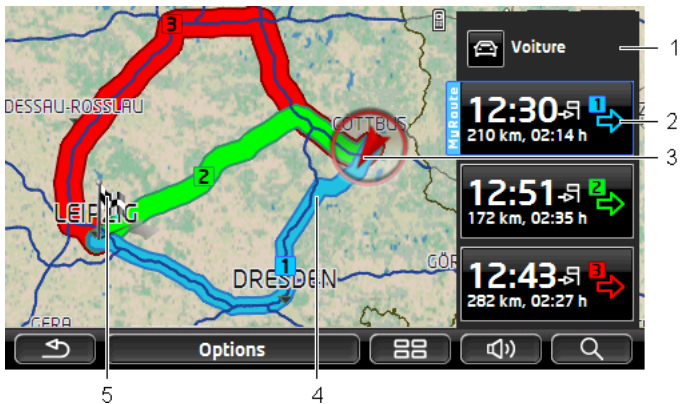 3
Voiture
1
DESSAU-ROSSLAU
COTTBUS
MyRoute
12:30
1
210 km, 02:14 h
2
3
2
12:51
2
172 km, 02:35 h
LEIPZIG
12:43
3
282 km, 02:27 h
1
DRESDEN
GÖR
GERA
Options
5
4